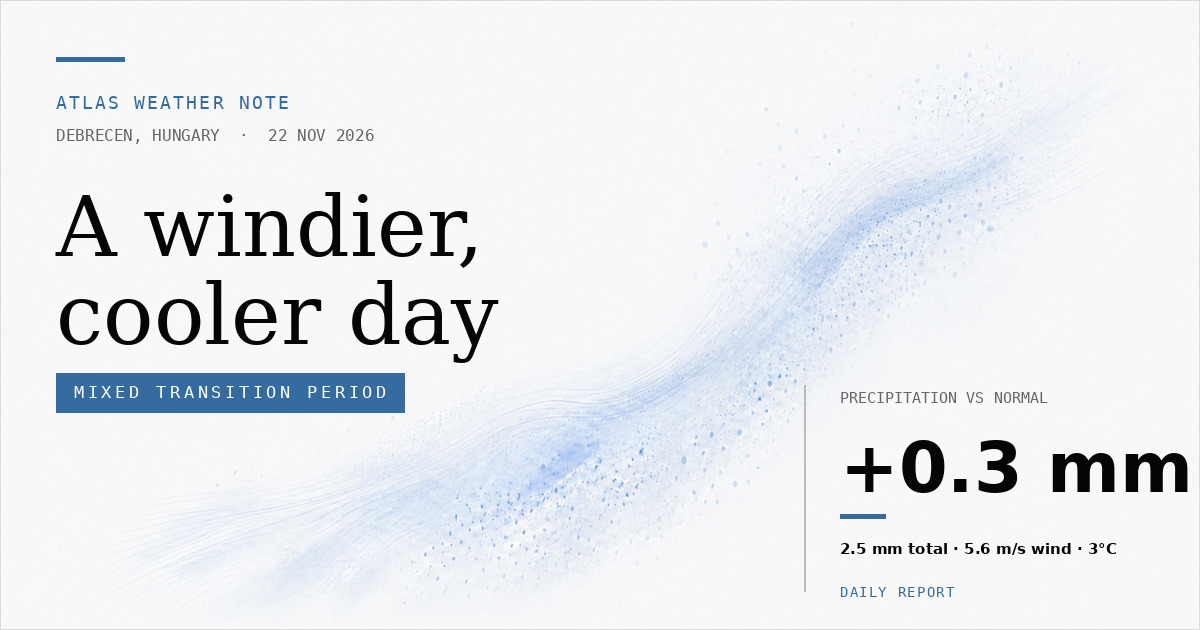 ATLAS WEATHER NOTE
DEBRECEN, HUNGARY · 22 NOV 2026
A windier,
cooler day
MIXED TRANSITION PERIOD
PRECIPITATION VS NORMAL
+0.3 mm
2.5 mm total · 5.6 m/s wind · 3°C
DAILY REPORT